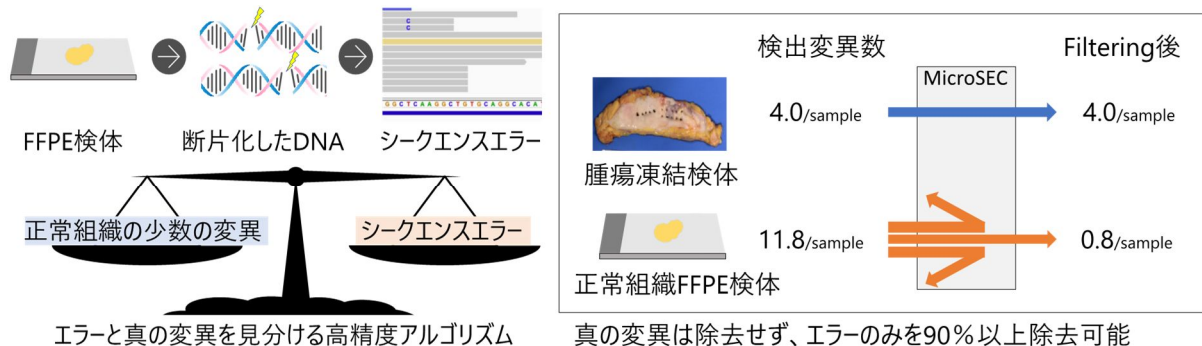 FFPE検体
断片化したDNA
シークエンスエラー
C
C
GGCTCAAGGCTGTGCAGGCACA
正常組織の少数の変異
シークエンスエラー
エラーと真の変異を見分ける高精度アルゴリズム
検出変異数
Filtering後
MicroSEC
4.0/sample
4.0
腫瘍凍結検体
11.8/sample
0.8/sample
正常組織FFPE検体
真の変異は除去せず、エラーのみを90%以上除去可能